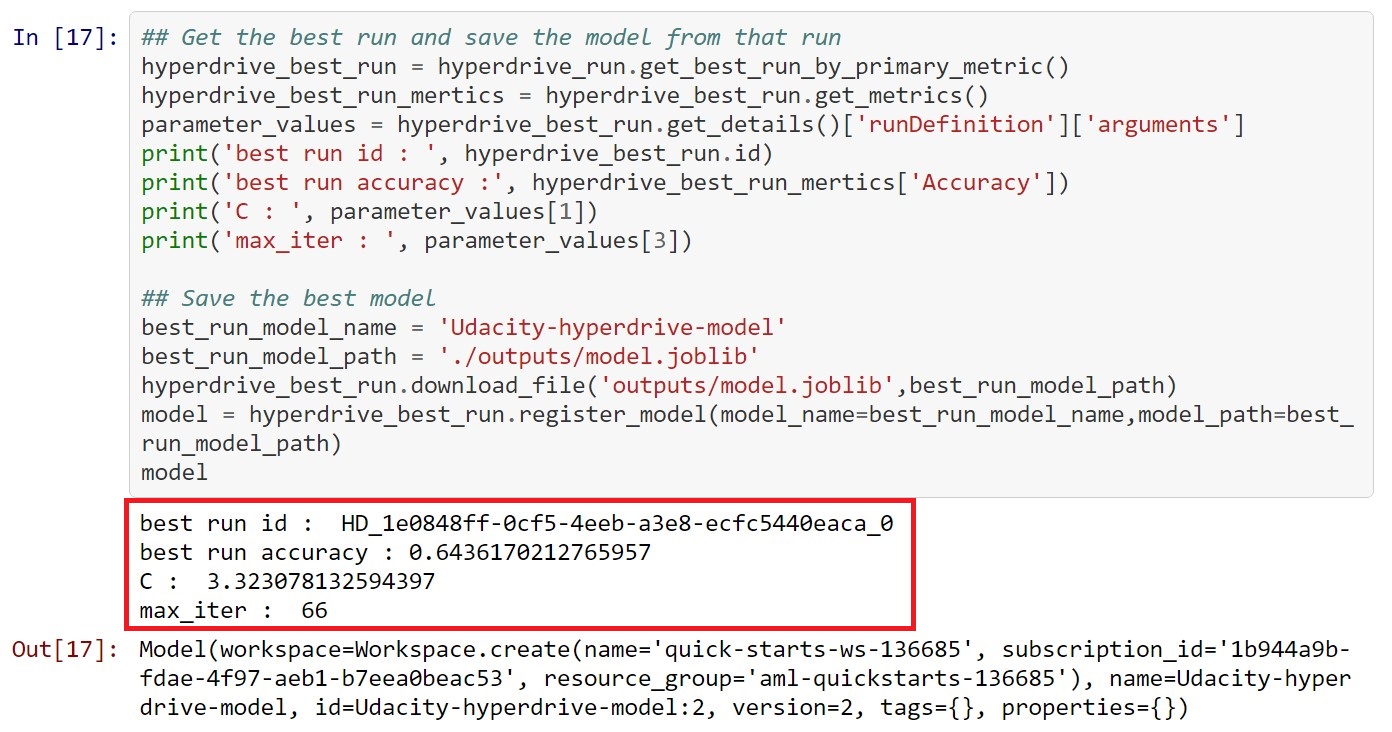 In [17]: ## Get the best run and save the model from that run
hyperdrive_best_run = hyperdrive_run.get_best_run_by_primary_metric()
hyperdrive_best_run_mertics = hyperdrive_best_run.get_metrics()
parameter_values = hyperdrive_best_run.get_details()['runDefinition']['arguments']
print('best run id : ', hyperdrive_best_run.id)
print('best run accuracy :', hyperdrive_best_run_mertics['Accuracy'])
print('C : ', parameter_values[1])
print('max_iter : ', parameter_values[3])

## Save the best model
best_run_model_name = 'Udacity-hyperdrive-model'
best_run_model_path = './outputs/model.joblib'
hyperdrive_best_run.download_file('outputs/model.joblib',best_run_model_path)
model = hyperdrive_best_run.register_model(model_name=best_run_model_name,model_path=best_
run_model_path)
model
best run id :  HD_1e0848ff-0cf5-4eeb-a3e8-ecfc5440eaca_0
best run accuracy : 0.6436170212765957
C :  3.323078132594397
max_iter :  66
Out[17]: Model(workspace=Workspace.create(name='quick-starts-ws-136685', subscription_id='1b944a9b-
fdae-4f97-aeb1-b7eea0beac53', resource_group='aml-quickstarts-136685'), name=Udacity-hyper
drive-model, id=Udacity-hyperdrive-model:2, version=2, tags={}, properties={})